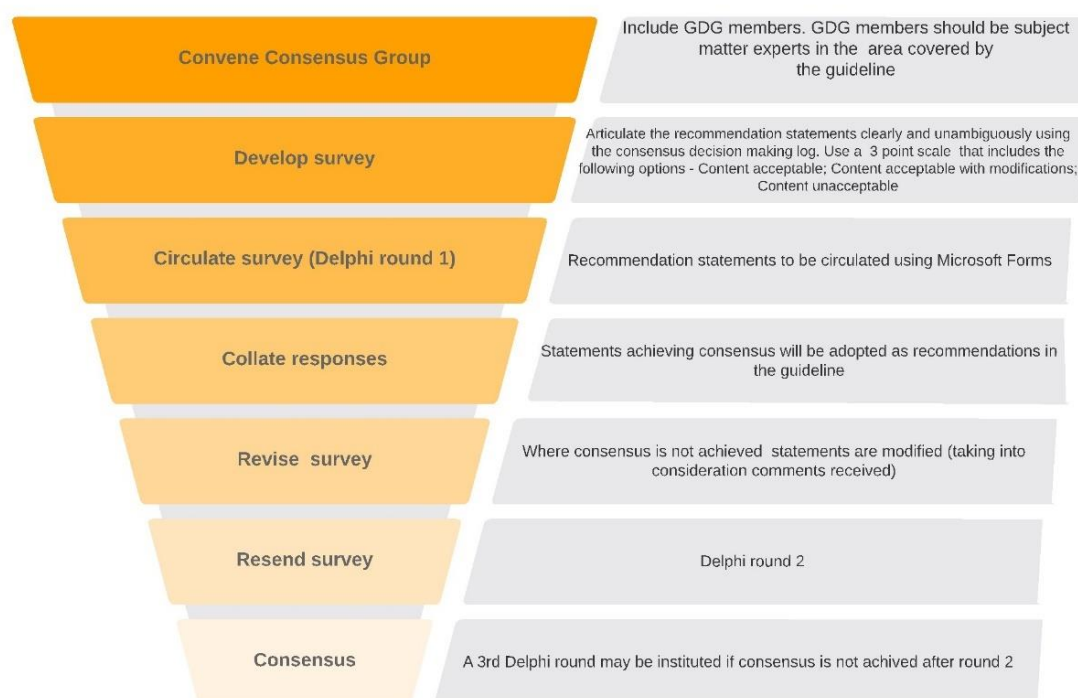 Convene Consensus Group
Include GDG members. GDG members should be subject
matter experts in the area covered by
the guideline
Develop survey
Articulate the recommendation statements clearly and unambiguously using
the consensus decision making log. Use a 3 point scale that includes the
following options - Content acceptable; Content acceptable with modifications;
Content unacceptable
Circulate survey (Delphi round 1)
Recommendation statements to be circulated using Microsoft Forms
Collate responses
Statements achieving consensus will be adopted as recommendations in
the guideline
Revise survey
Where consensus is not achieved statements are modified (taking into
consideration comments received)
Resend survey
Delphi round 2
Consensus
A 3rd Delphi round may be instituted if consensus is not achived after round 2